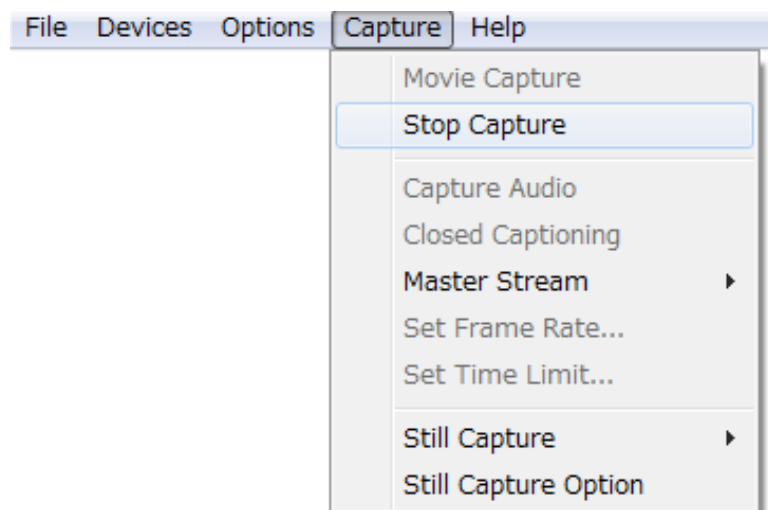 File Devices Options Capture Help
Movie Capture
Stop Capture
Capture Audio
Closed Captioning
Master Stream
Set Frame Rate...
Set Time Limit...
Still Capture
Still Capture Option